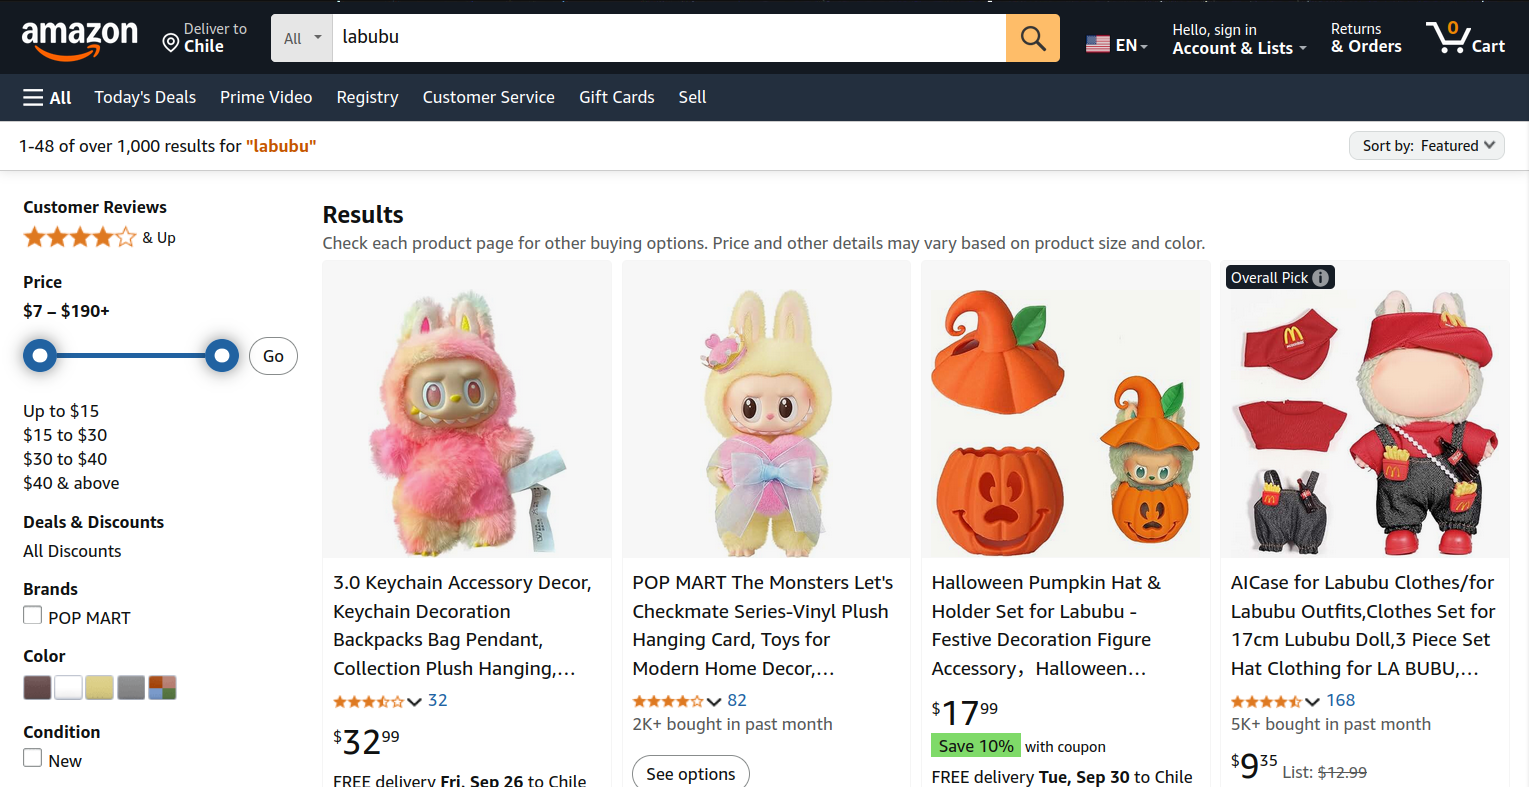 amazon
Deliver to
Chile
All
labubu
EN
Hello, sign in
Account & Lists
Returns
& Orders
0
Cart
All
Today's Deals
Prime Video
Registry
Customer Service
Gift Cards
Sell
1-48 of over 1,000 results for "labubu"
Sort by: Featured
Customer Reviews
& Up
Price
$7 – $190+
Go
Up to $15
$15 to $30
$30 to $40
$40 & above
Deals & Discounts
All Discounts
Brands
POP MART
Color
Condition
New
Results
Check each product page for other buying options. Price and other details may vary based on product size and color.
3.0 Keychain Accessory Decor,
Keychain Decoration
Backpacks Bag Pendant,
Collection Plush Hanging,…
32
$32 99
FREE delivery Fri, Sep 26 to Chile
POP MART The Monsters Let's
Checkmate Series-Vinyl Plush
Hanging Card, Toys for
Modern Home Decor,…
82
2K+ bought in past month
See options
Halloween Pumpkin Hat &
Holder Set for Labubu -
Festive Decoration Figure
Accessory，Halloween…
$17 99
Save 10% with coupon
FREE delivery Tue, Sep 30 to Chile
Overall Pick
AICase for Labubu Clothes/for
Labubu Outfits,Clothes Set for
17cm Lububu Doll,3 Piece Set
Hat Clothing for LA BUBU,…
168
5K+ bought in past month
$9 35 List: $12.99